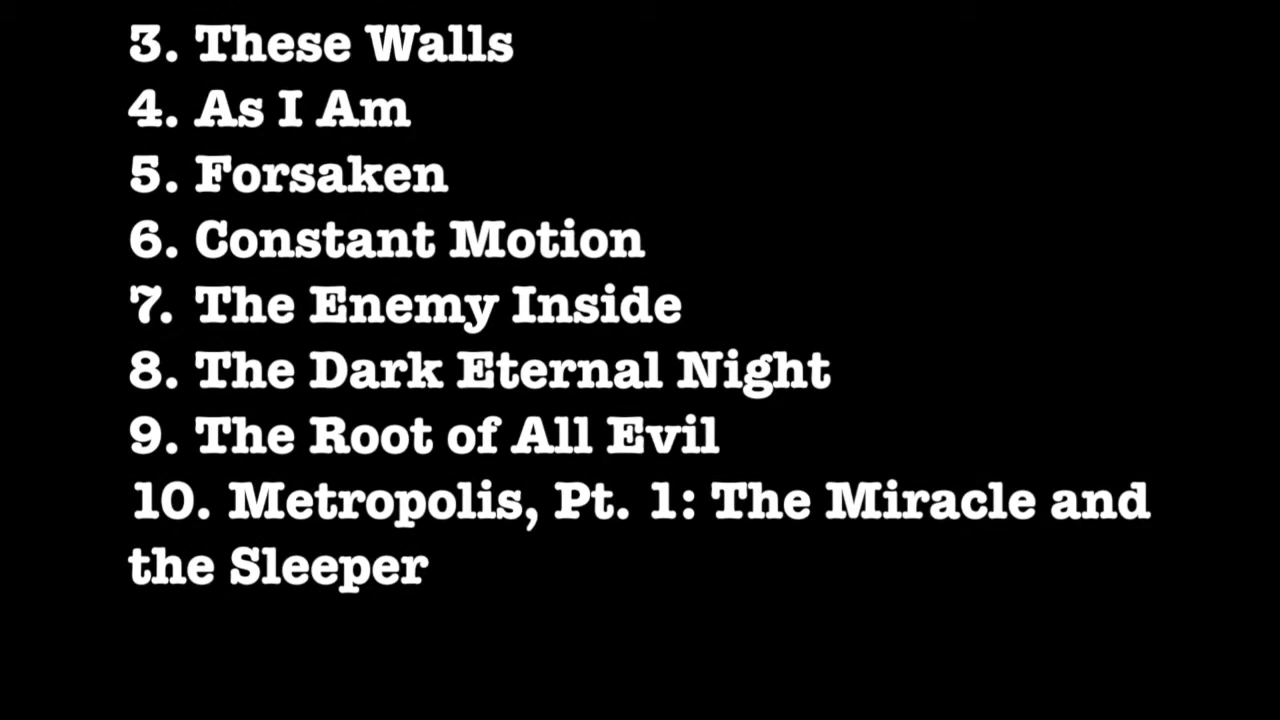 3. These Walls
4. As I Am
5. Forsaken
6. Constant Motion
7. The Enemy Inside
8. The Dark Eternal Night
9. The Root of All Evil
10. Metropolis, Pt. 1: The Miracle and
the Sleeper